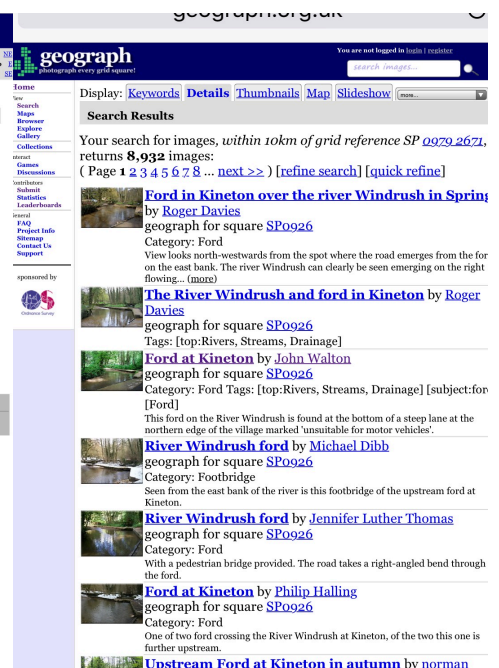 geograph.org.uk
NE
E
SE
geograph
photograph every grid square!
You are not logged in login | register
search images...
Home
View
Search
Maps
Browser
Explore
Gallery
Collections
Interact
Games
Discussions
Contributors
Submit
Statistics
Leaderboards
General
FAQ
Project Info
Sitemap
Contact Us
Support
sponsored by
Ordnance Survey
Display: Keywords Details Thumbnails Map Slideshow (more...
Search Results
Your search for images, within 10km of grid reference SP 0979 2671,
returns 8,932 images:
( Page 1 2 3 4 5 6 7 8 ... next >> ) [refine search] [quick refine]
Ford in Kineton over the river Windrush in Spring
by Roger Davies
geograph for square SP0926
Category: Ford
View looks north-westwards from the spot where the road emerges from the for
on the east bank. The river Windrush can clearly be seen emerging on the right
flowing... (more)
The River Windrush and ford in Kineton by Roger
Davies
geograph for square SP0926
Tags: [top:Rivers, Streams, Drainage]
Ford at Kineton by John Walton
geograph for square SP0926
Category: Ford Tags: [top:Rivers, Streams, Drainage] [subject:for
[Ford]
This ford on the River Windrush is found at the bottom of a steep lane at the
northern edge of the village marked 'unsuitable for motor vehicles'.
River Windrush ford by Michael Dibb
geograph for square SP0926
Category: Footbridge
Seen from the east bank of the river is this footbridge of the upstream ford at
Kineton.
River Windrush ford by Jennifer Luther Thomas
geograph for square SP0926
Category: Ford
With a pedestrian bridge provided. The road takes a right-angled bend through
the ford.
Ford at Kineton by Philip Halling
geograph for square SP0926
Category: Ford
One of two ford crossing the River Windrush at Kineton, of the two this one is
further upstream.
Upstream Ford at Kineton in autumn by norman